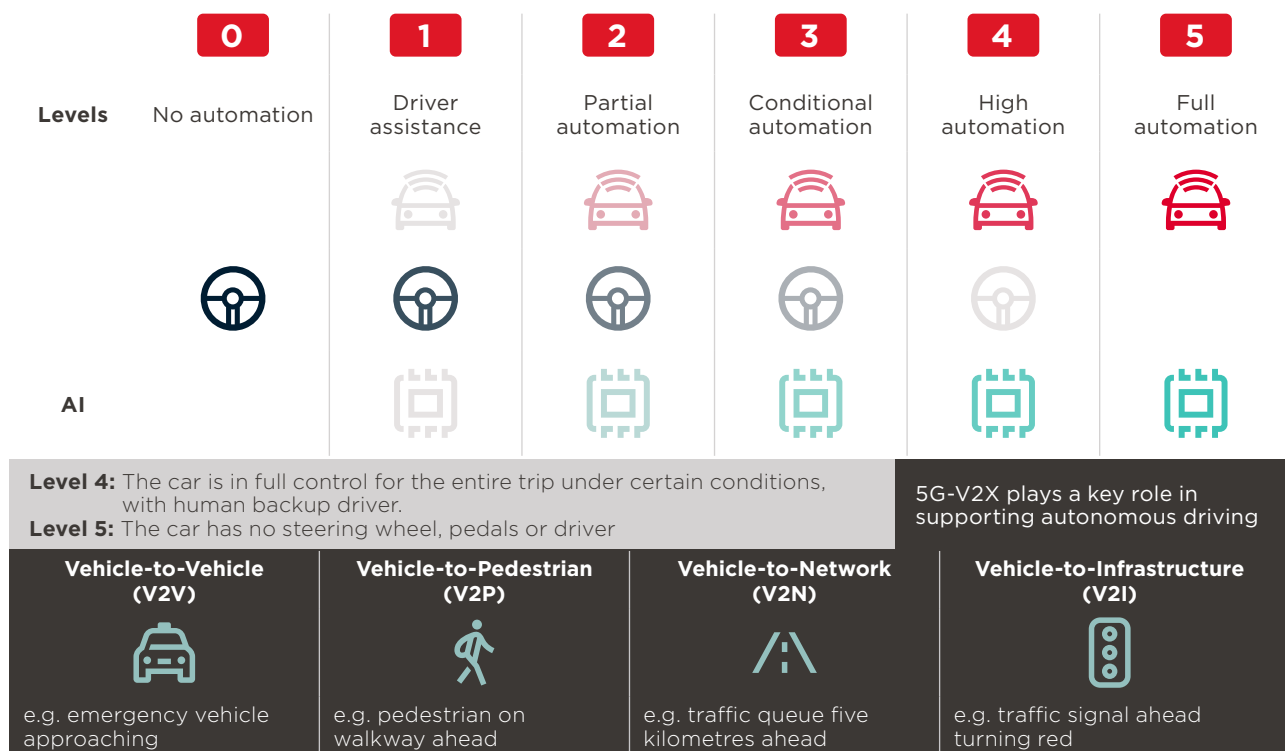 0 1 2 3 4 5
Levels
No automation
Driver
assistance
Partial
automation
Conditional
automation
High
automation
Full
automation
AI
Level 4: The car is in full control for the entire trip under certain conditions,
with human backup driver.
Level 5: The car has no steering wheel, pedals or driver
5G-V2X plays a key role in
supporting autonomous driving
Vehicle-to-Vehicle
(V2V)
e.g. emergency vehicle
approaching
Vehicle-to-Pedestrian
(V2P)
e.g. pedestrian on
walkway ahead
Vehicle-to-Network
(V2N)
e.g. traffic queue five
kilometres ahead
Vehicle-to-Infrastructure
(V2I)
e.g. traffic signal ahead
turning red